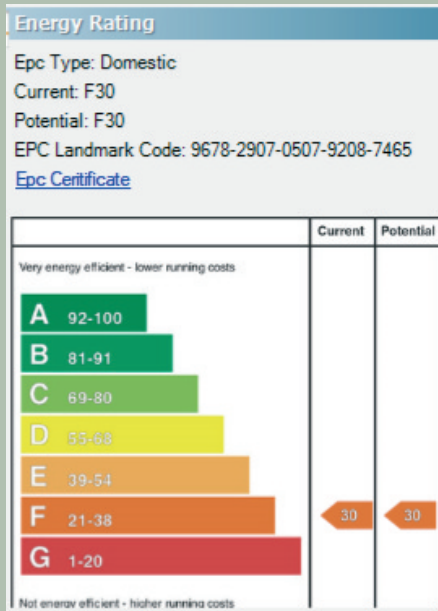 Energy Rating
Epc Type: Domestic
Current: F30
Potential: F30
EPC Landmark Code: 9678-2907-0507-9208-7465
Epc Ceritificate
Current Potential
Very energy efficient - lower running costs
A 92-100
B 81-91
C 69-80
D 55-68
E 39-54
F 21-38 30 30
G 1-20
Not energy efficient - higher running costs